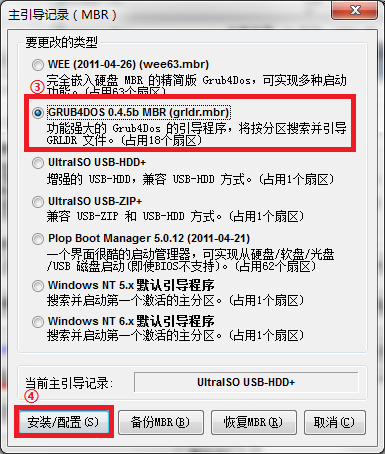 主引导记录（MBR）
要更改的类型
WEE (2011-04-26) (wee63.mbr)
③
完全嵌入硬盘 MBR 的精简版 Grub4Dos，可实现多种启动
功能。（占用63个扇区）
GRUB4DOS 0.4.5b MBR (grldr.mbr)
功能强大的 Grub4Dos 的引导程序，将按分区搜索并引导
GRLDR 文件。（占用18个扇区）
UltraISO USB-HDD+
增强的 USB-HDD，兼容 USB-HDD 方式。（占用1个扇区）
UltraISO USB-ZIP+
兼容 USB-ZIP 和 USB-HDD 方式。（占用1个扇区）
Plop Boot Manager 5.0.12 (2011-04-21)
一个界面很酷的启动管理器，可实现从硬盘/软盘/光盘
/USB 磁盘启动(即使BIOS不支持)。（占用62个扇区）
Windows NT 5.x 默认引导程序
搜索并启动第一个激活的主分区。（占用1个扇区）
Windows NT 6.x 默认引导程序
搜索并启动第一个激活的主分区。（占用1个扇区）
当前主引导记录: UltraISO USB-HDD+
④
安装/配置(S) 备份MBR(B) 恢复MBR(R) 取消(C)